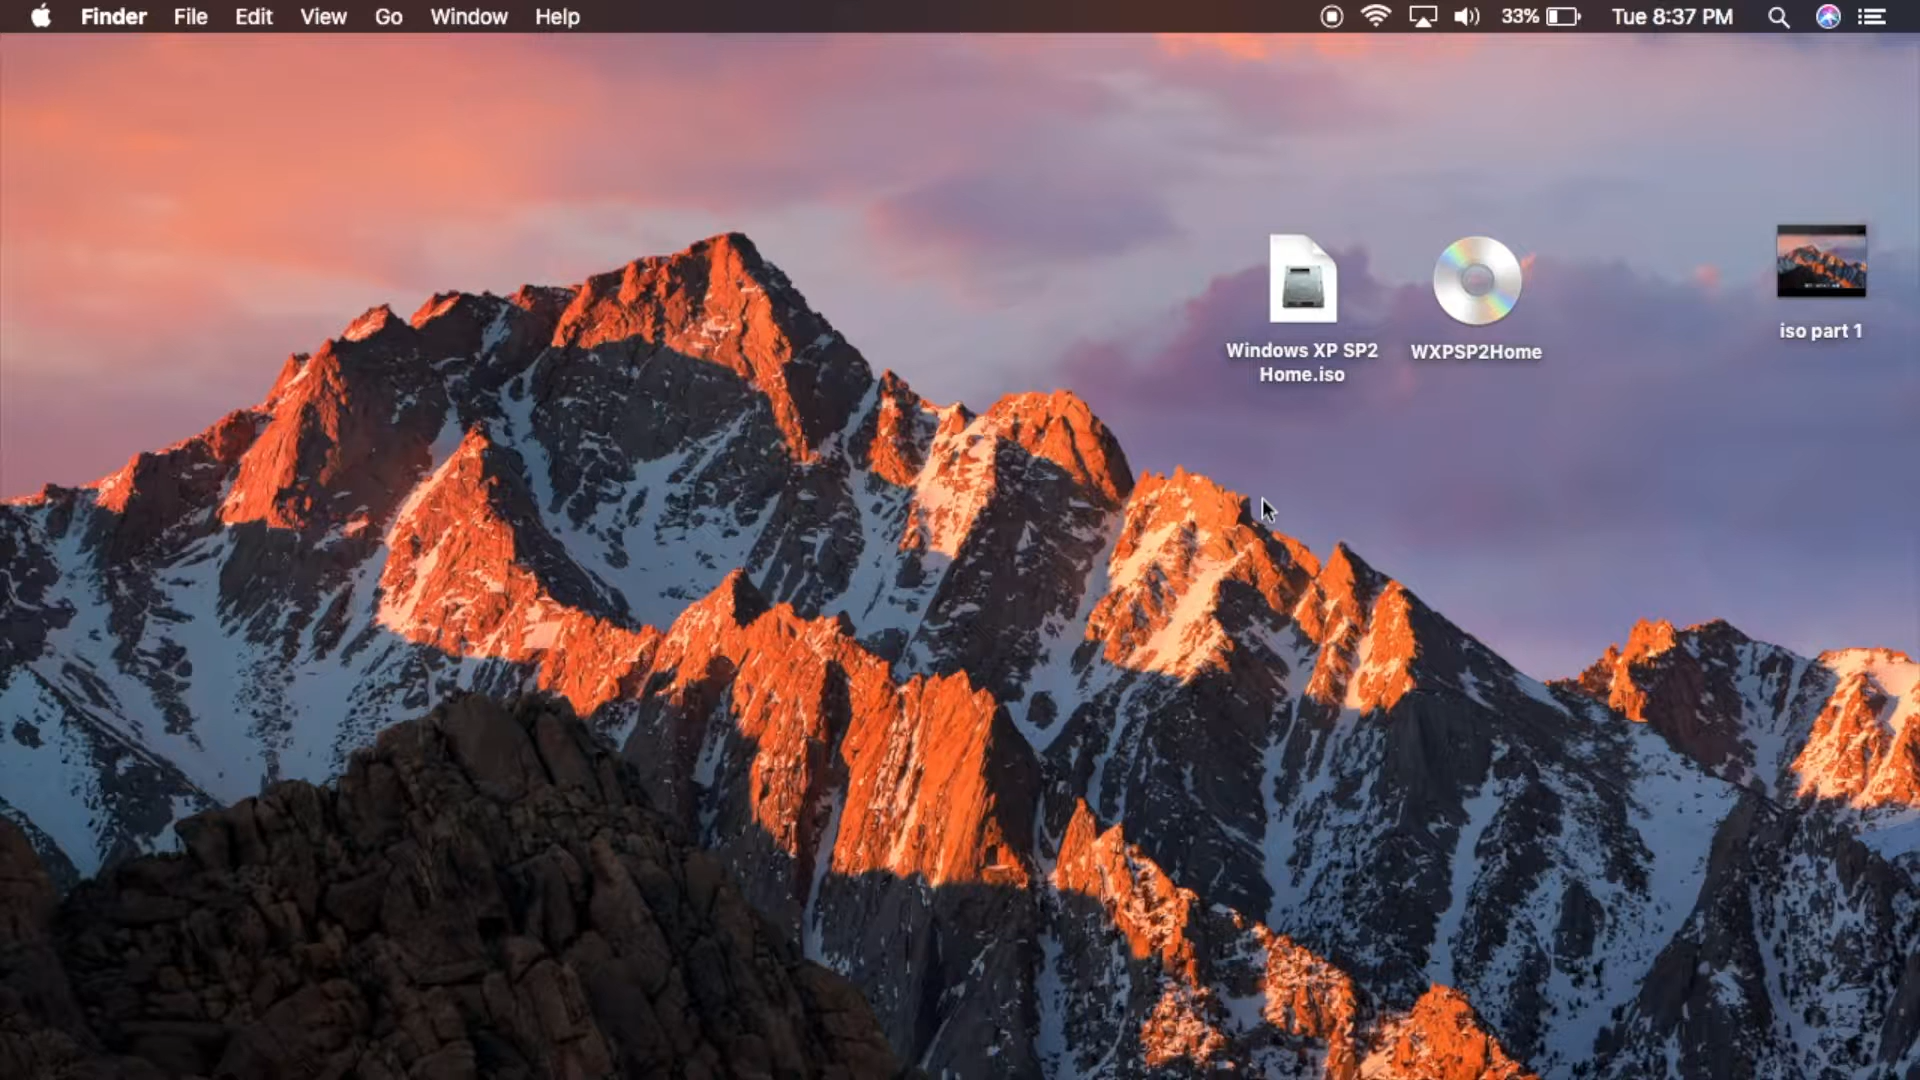 Finder File Edit View Go Window Help 33% Tue 8:37 PM
Windows XP SP2
Home.iso
WXPSP2Home
iso part 1